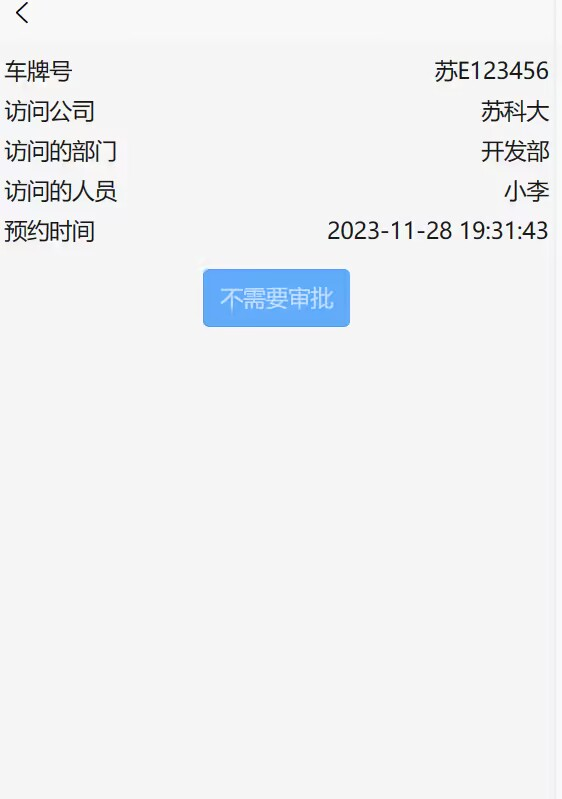 车牌号 苏E123456
访问公司 苏科大
访问的部门 开发部
访问的人员 小李
预约时间 2023-11-28 19:31:43
不需要审批